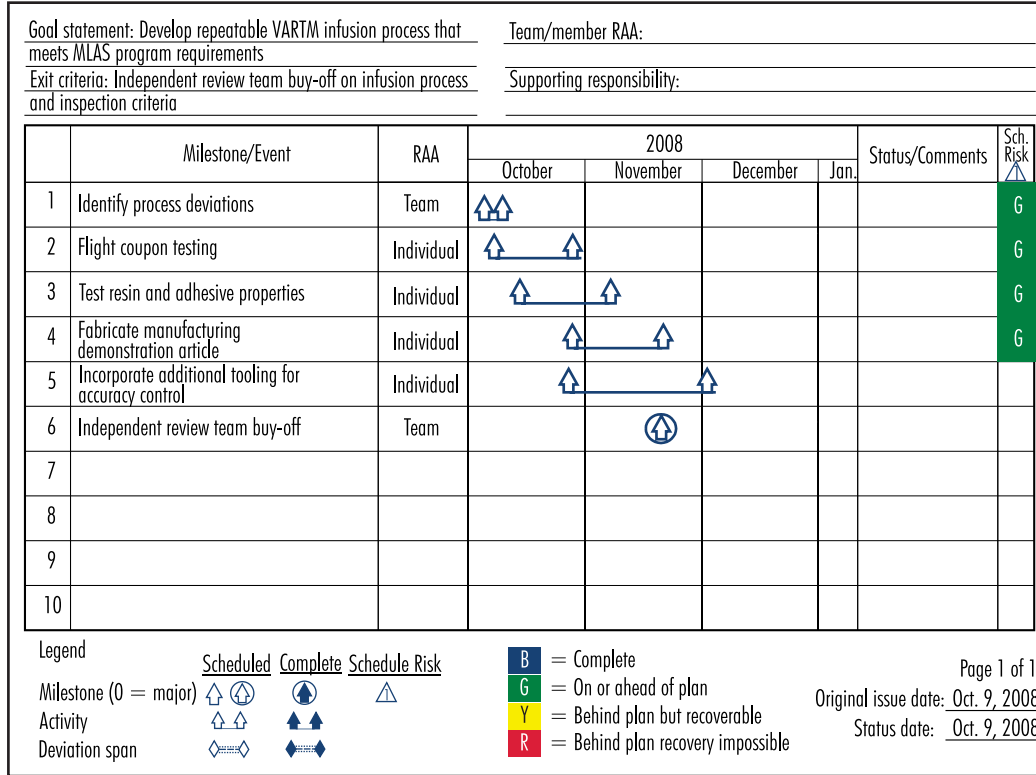 Goal statement: Develop repeatable VARTM infusion process that
meets MLAS program requirements
Exit criteria: Independent review team buy-off on infusion process
and inspection criteria
Team/member RAA:
Supporting responsibility:
Milestone/Event RAA 2008 Status/Comments Sch. Risk 1
October November December Jan.
1 Identify process deviations Team G
2 Flight coupon testing Individual G
3 Test resin and adhesive properties Individual G
4 Fabricate manufacturing
demonstration article Individual G
5 Incorporate additional tooling for
accuracy control Individual
6 Independent review team buy-off Team
7
8
9
10
Legend
Scheduled Complete Schedule Risk
Milestone (0 = major) 1
Activity
Deviation span
B = Complete
G = On or ahead of plan
Y = Behind plan but recoverable
R = Behind plan recovery impossible
Page 1 of 1
Original issue date: Oct. 9, 2008
Status date: Oct. 9, 2008